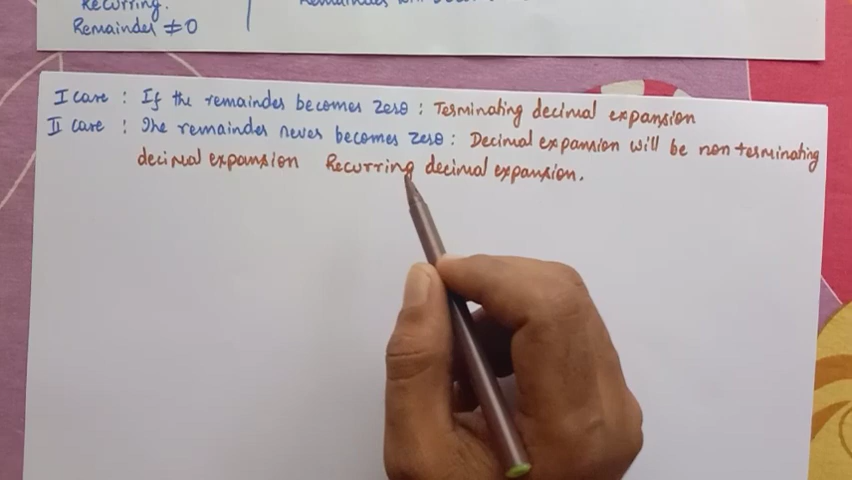 Recurring.
Remainder ≠ 0
I case : If the remainder becomes zero : Terminating decimal expansion
II case : The remainder never becomes zero : Decimal expansion will be non terminating
decimal expansion Recurring decimal expansion.